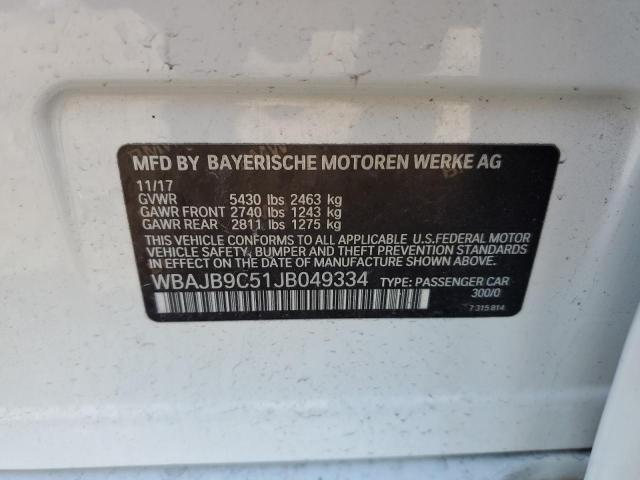 MFD BY BAYERISCHE MOTOREN WERKE AG
11/17
GVWR 5430 lbs 2463 kg
GAWR FRONT 2740 lbs 1243 kg
GAWR REAR 2811 lbs 1275 kg
THIS VEHICLE CONFORMS TO ALL APPLICABLE U.S.FEDERAL MOTOR
VEHICLE SAFETY, BUMPER AND THEFT PREVENTION STANDARDS
IN EFFECT ON THE DATE OF MANUFACTURE SHOWN ABOVE.
WBAJB9C51JB049334 TYPE: PASSENGER CAR
300/0
7 315 814